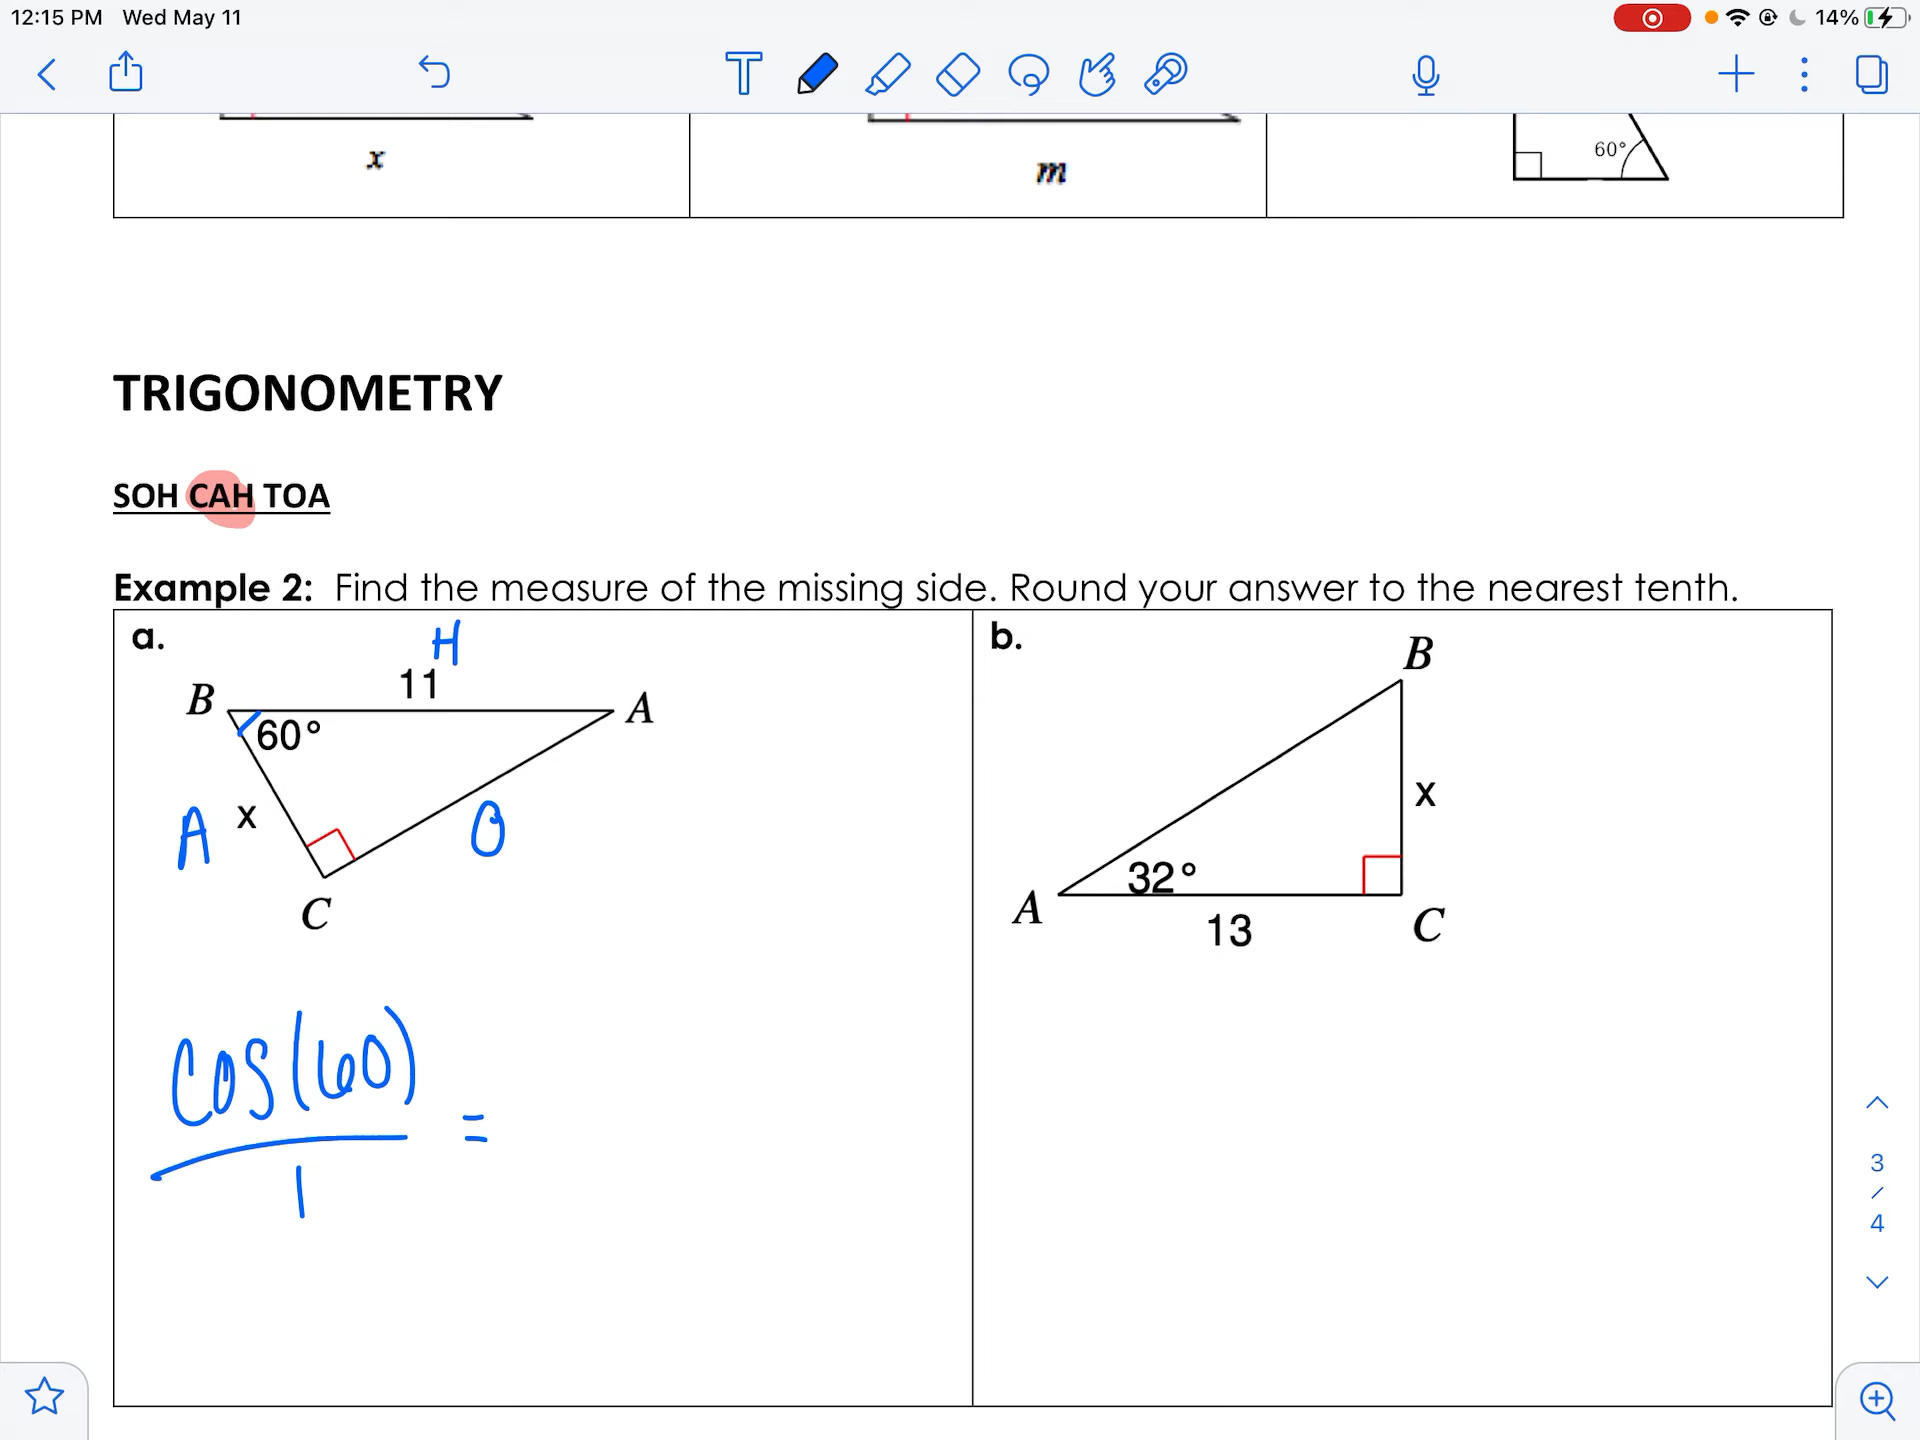 12:15 PM Wed May 11
14%
T
x
m
60°
TRIGONOMETRY
SOH CAH TOA
Example 2: Find the measure of the missing side. Round your answer to the nearest tenth.
a.
H
11
B
A
60°
A
x
O
C
cos(60)
=
1
b.
B
x
32°
A
13
C
3
/
4